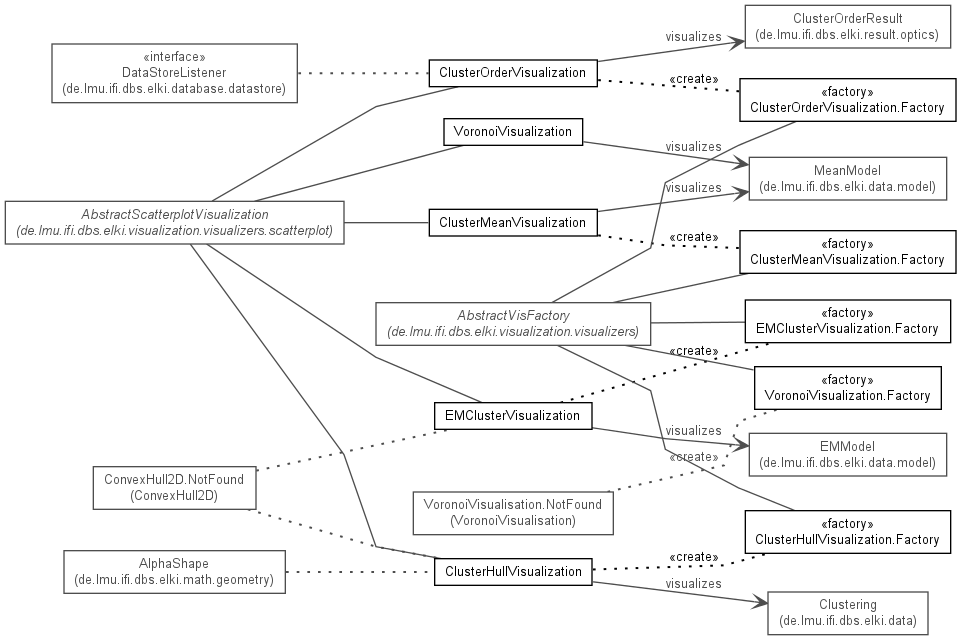 ClusterOrderResult
(de.lmu.ifi.dbs.elki.result.optics)
visualizes
«interface»
DataStoreListener
(de.lmu.ifi.dbs.elki.database.datastore)
ClusterOrderVisualization
«create»
«factory»
ClusterOrderVisualization.Factory
VoronoiVisualization
visualizes
MeanModel
(de.lmu.ifi.dbs.elki.data.model)
visualizes
AbstractScatterplotVisualization
(de.lmu.ifi.dbs.elki.visualization.visualizers.scatterplot)
ClusterMeanVisualization
«create»
«factory»
ClusterMeanVisualization.Factory
AbstractVisFactory
(de.lmu.ifi.dbs.elki.visualization.visualizers)
«factory»
EMClusterVisualization.Factory
«create»
«factory»
VoronoiVisualization.Factory
EMClusterVisualization
visualizes
EMModel
(de.lmu.ifi.dbs.elki.data.model)
«create»
ConvexHull2D.NotFound
(ConvexHull2D)
VoronoiVisualisation.NotFound
(VoronoiVisualisation)
«factory»
ClusterHullVisualization.Factory
«create»
AlphaShape
(de.lmu.ifi.dbs.elki.math.geometry)
ClusterHullVisualization
visualizes
Clustering
(de.lmu.ifi.dbs.elki.data)